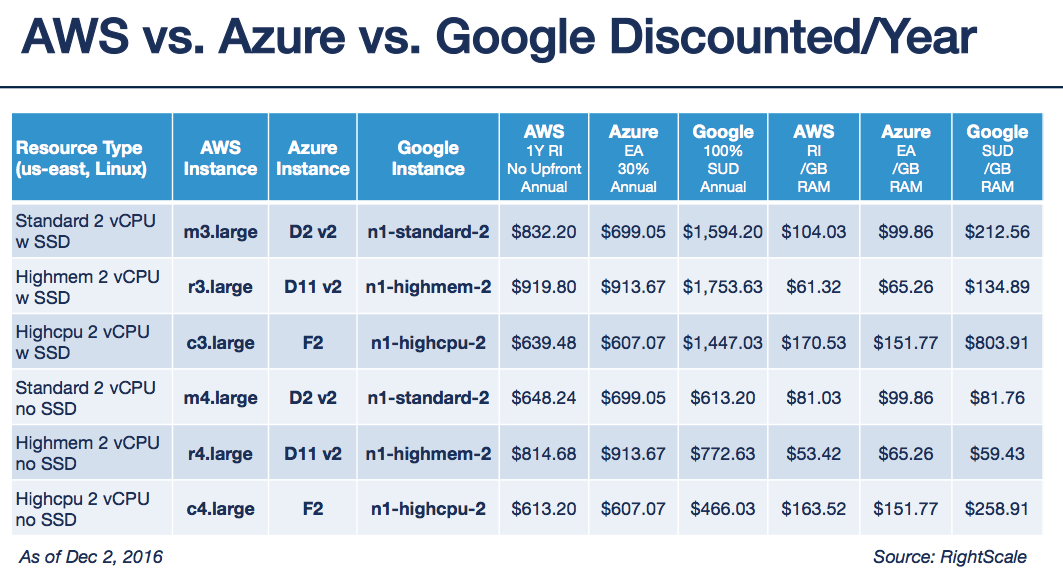 AWS vs. Azure vs. Google Discounted/Year
Resource Type (us-east, Linux) AWS Instance Azure Instance Google Instance AWS 1Y RI No Upfront Annual Azure EA 30% Annual Google 100% SUD Annual AWS RI /GB RAM Azure EA /GB RAM Google SUD /GB RAM
Standard 2 vCPU w SSD m3.large D2 v2 n1-standard-2 $832.20 $699.05 $1,594.20 $104.03 $99.86 $212.56
Highmem 2 vCPU w SSD r3.large D11 v2 n1-highmem-2 $919.80 $913.67 $1,753.63 $61.32 $65.26 $134.89
Highcpu 2 vCPU w SSD c3.large F2 n1-highcpu-2 $639.48 $607.07 $1,447.03 $170.53 $151.77 $803.91
Standard 2 vCPU no SSD m4.large D2 v2 n1-standard-2 $648.24 $699.05 $613.20 $81.03 $99.86 $81.76
Highmem 2 vCPU no SSD r4.large D11 v2 n1-highmem-2 $814.68 $913.67 $772.63 $53.42 $65.26 $59.43
Highcpu 2 vCPU no SSD c4.large F2 n1-highcpu-2 $613.20 $607.07 $466.03 $163.52 $151.77 $258.91
As of Dec 2, 2016 Source: RightScale